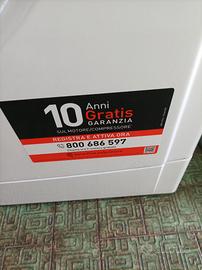 10 Anni
Gratis
GARANZIA
SUL MOTORE/COMPRESSORE
REGISTRA E ATTIVA ORA
800 686 597